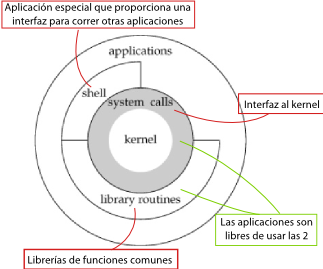 Aplicación especial que proporciona una
interfaz para correr otras aplicaciones
applications
shell
system calls
Interfaz al kernel
kernel
library routines
Las aplicaciones son
libres de usar las 2
Librerías de funciones comunes